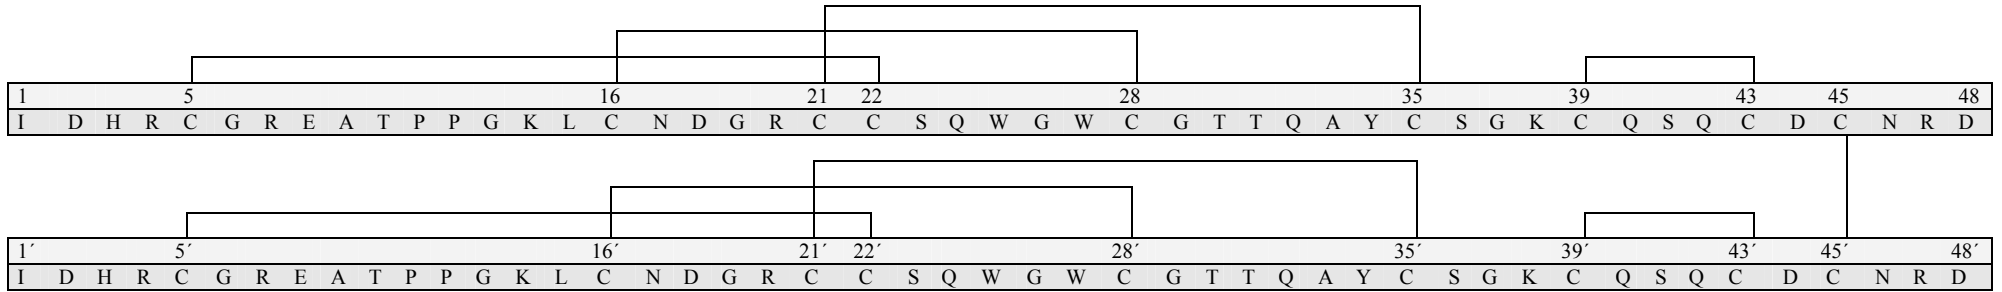 1 5 16 21 22 28 35 39 43 45 48
I D H R C G R E A T P P G K L C N D G R C C S Q W G W C G T T Q A Y C S G K C Q S Q C D C N R D
1´ 5´ 16´ 21´ 22´ 28´ 35´ 39´ 43´ 45´ 48´
I D H R C G R E A T P P G K L C N D G R C C S Q W G W C G T T Q A Y C S G K C Q S Q C D C N R D